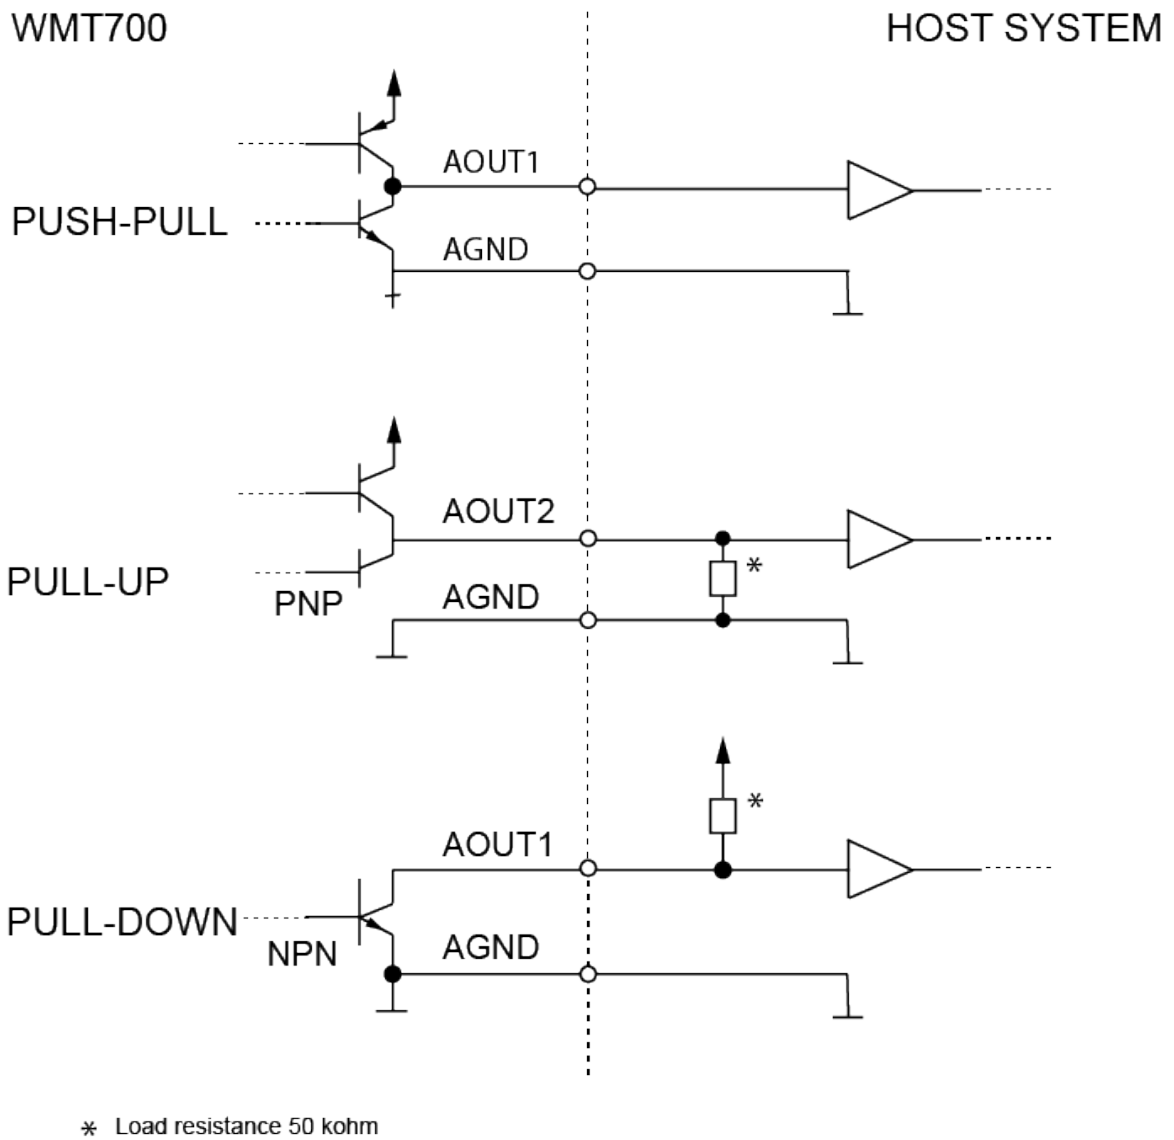 WMT700
HOST SYSTEM
AOUT1
PUSH-PULL
AGND
AOUT2
*
PULL-UP
PNP
AGND
*
AOUT1
PULL-DOWN
NPN
AGND
* Load resistance 50 kohm